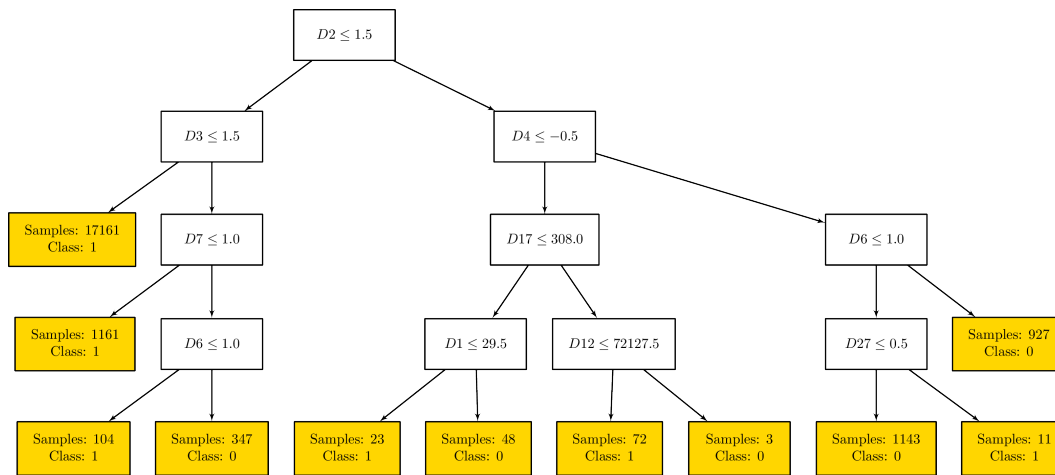 D2 ≤ 1.5
D3 ≤ 1.5
D4 ≤ −0.5
Samples: 17161
Class: 1
D7 ≤ 1.0
D17 ≤ 308.0
D6 ≤ 1.0
Samples: 1161
Class: 1
D6 ≤ 1.0
D1 ≤ 29.5
D12 ≤ 72127.5
D27 ≤ 0.5
Samples: 927
Class: 0
Samples: 104
Class: 1
Samples: 347
Class: 0
Samples: 23
Class: 1
Samples: 48
Class: 0
Samples: 72
Class: 1
Samples: 3
Class: 0
Samples: 1143
Class: 0
Samples: 11
Class: 1